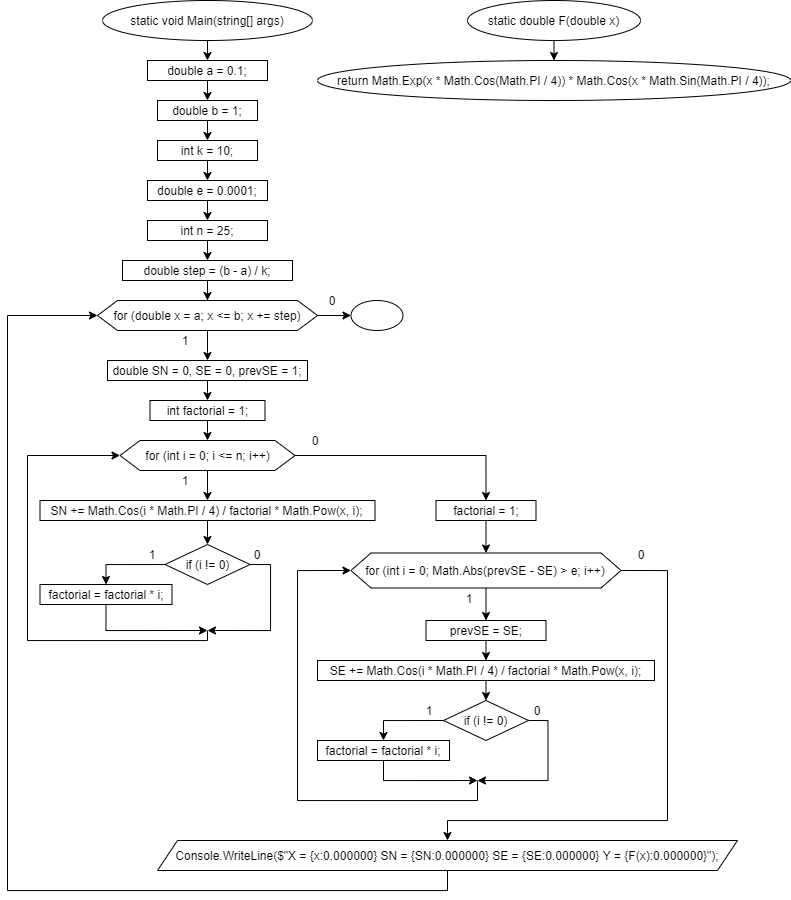 static void Main(string[] args)
static double F(double x)
double a = 0.1;
return Math.Exp(x * Math.Cos(Math.PI / 4)) * Math.Cos(x * Math.Sin(Math.PI / 4));
double b = 1;
int k = 10;
double e = 0.0001;
int n = 25;
double step = (b - a) / k;
for (double x = a; x <= b; x += step)
0
1
double SN = 0, SE = 0, prevSE = 1;
int factorial = 1;
for (int i = 0; i <= n; i++)
0
1
SN += Math.Cos(i * Math.PI / 4) / factorial * Math.Pow(x, i);
if (i != 0)
1
0
factorial = factorial * i;
factorial = 1;
for (int i = 0; Math.Abs(prevSE - SE) > e; i++)
0
1
prevSE = SE;
SE += Math.Cos(i * Math.PI / 4) / factorial * Math.Pow(x, i);
if (i != 0)
1
0
factorial = factorial * i;
Console.WriteLine($"X = {x:0.000000} SN = {SN:0.000000} SE = {SE:0.000000} Y = {F(x):0.000000}");